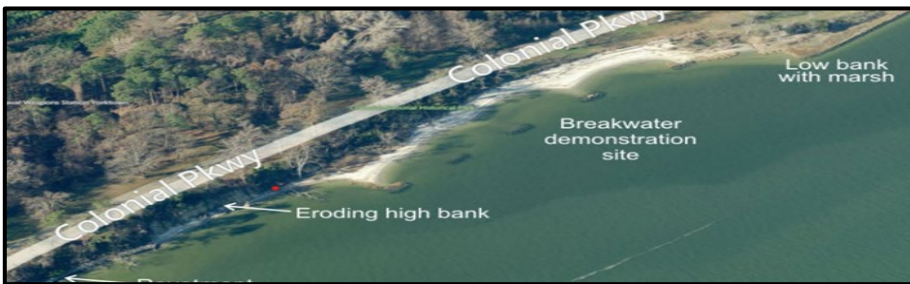 Colonial Pkwy
Low bank
with marsh
Breakwater
demonstration
site
Colonial Pkwy
Eroding high bank